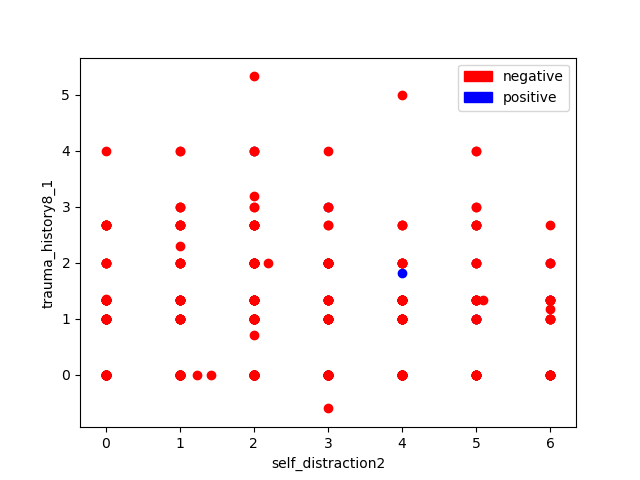 negative
positive
5
4
3
2
1
0
trauma_history8_1
0 1 2 3 4 5 6
self_distraction2